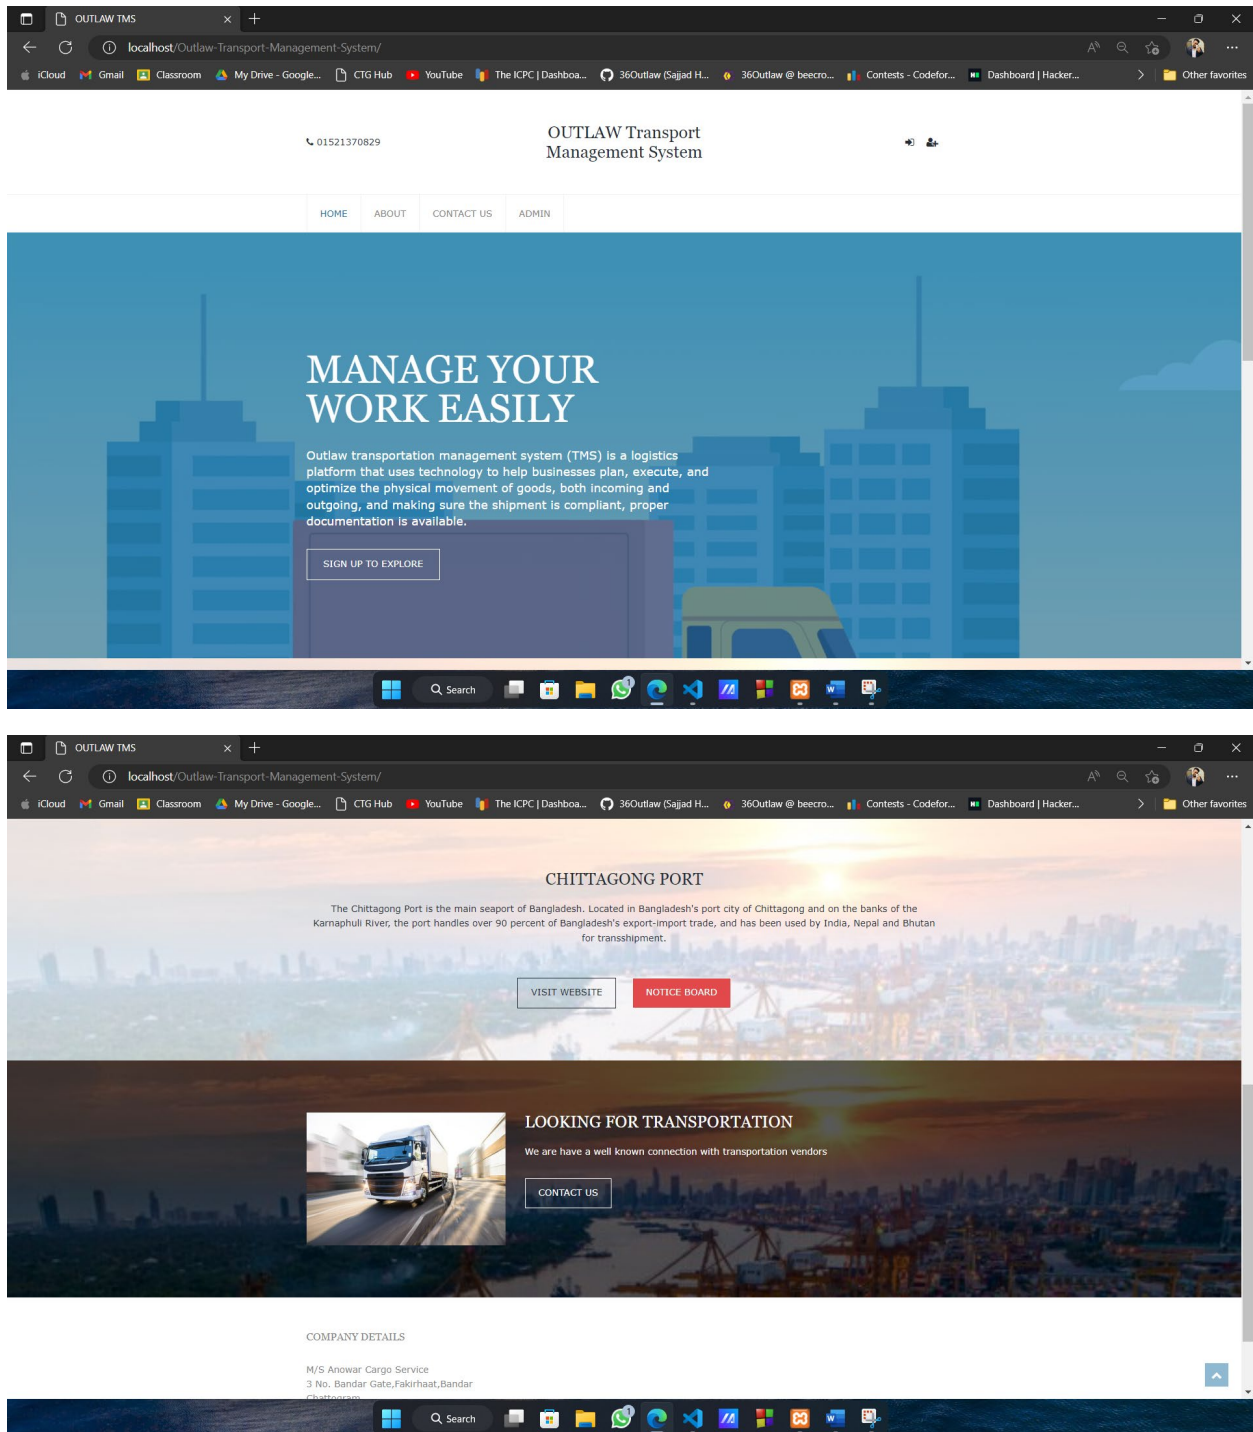 OUTLAW TMS
localhost/Outlaw-Transport-Management-System/
iCloud Gmail Classroom My Drive - Google... CTG Hub YouTube The ICPC | Dashboa... 36Outlaw (Sajjad H... 36Outlaw @ beecro... Contests - Codefor... Dashboard | Hacker... Other favorites
01521370829
OUTLAW Transport
Management System
HOME ABOUT CONTACT US ADMIN
MANAGE YOUR
WORK EASILY
Outlaw transportation management system (TMS) is a logistics
platform that uses technology to help businesses plan, execute, and
optimize the physical movement of goods, both incoming and
outgoing, and making sure the shipment is compliant, proper
documentation is available.
SIGN UP TO EXPLORE
Search
OUTLAW TMS
localhost/Outlaw-Transport-Management-System/
iCloud Gmail Classroom My Drive - Google... CTG Hub YouTube The ICPC | Dashboa... 36Outlaw (Sajjad H... 36Outlaw @ beecro... Contests - Codefor... Dashboard | Hacker... Other favorites
CHITTAGONG PORT
The Chittagong Port is the main seaport of Bangladesh. Located in Bangladesh's port city of Chittagong and on the banks of the
Karnaphuli River, the port handles over 90 percent of Bangladesh's export-import trade, and has been used by India, Nepal and Bhutan
for transshipment.
VISIT WEBSITE NOTICE BOARD
LOOKING FOR TRANSPORTATION
We are have a well known connection with transportation vendors
CONTACT US
COMPANY DETAILS
M/S Anowar Cargo Service
3 No. Bandar Gate,Fakirhaat,Bandar
Chattogram
Search